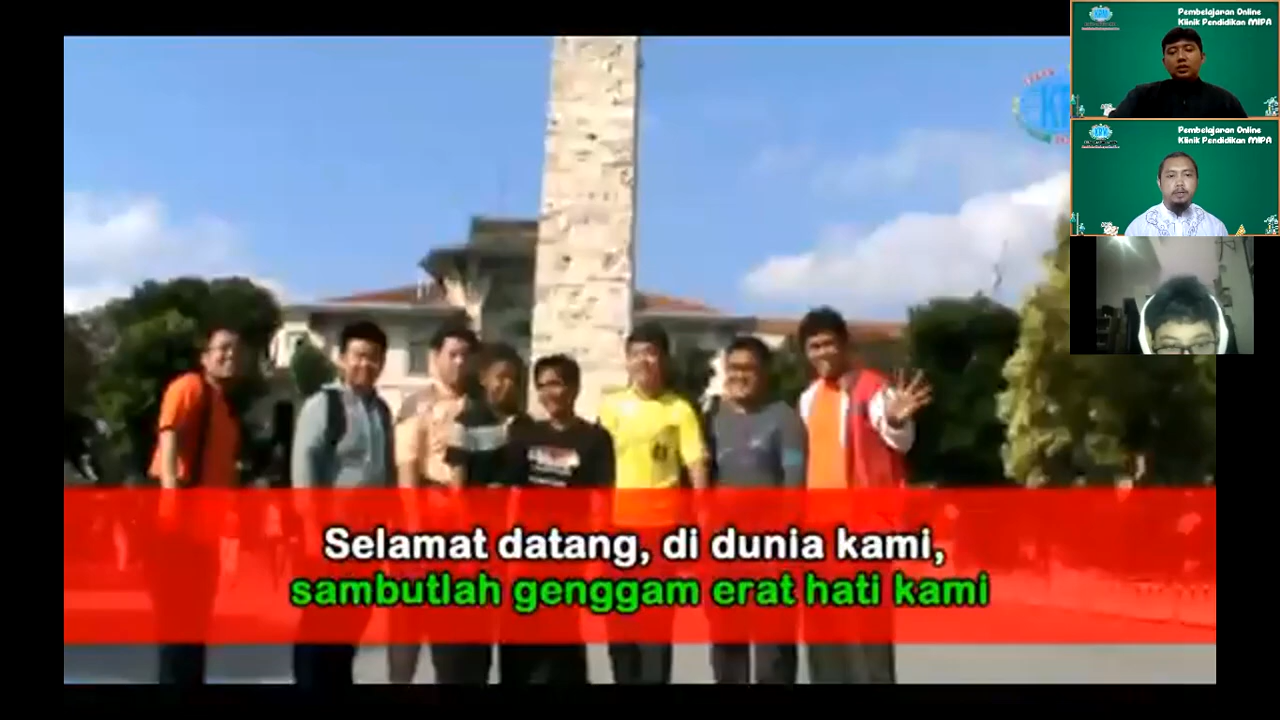 Selamat datang, di dunia kami,
sambutlah genggam erat hati kami
Pembelajaran Online
Klinik Pendidikan MIPA
Pembelajaran Online
Klinik Pendidikan MIPA